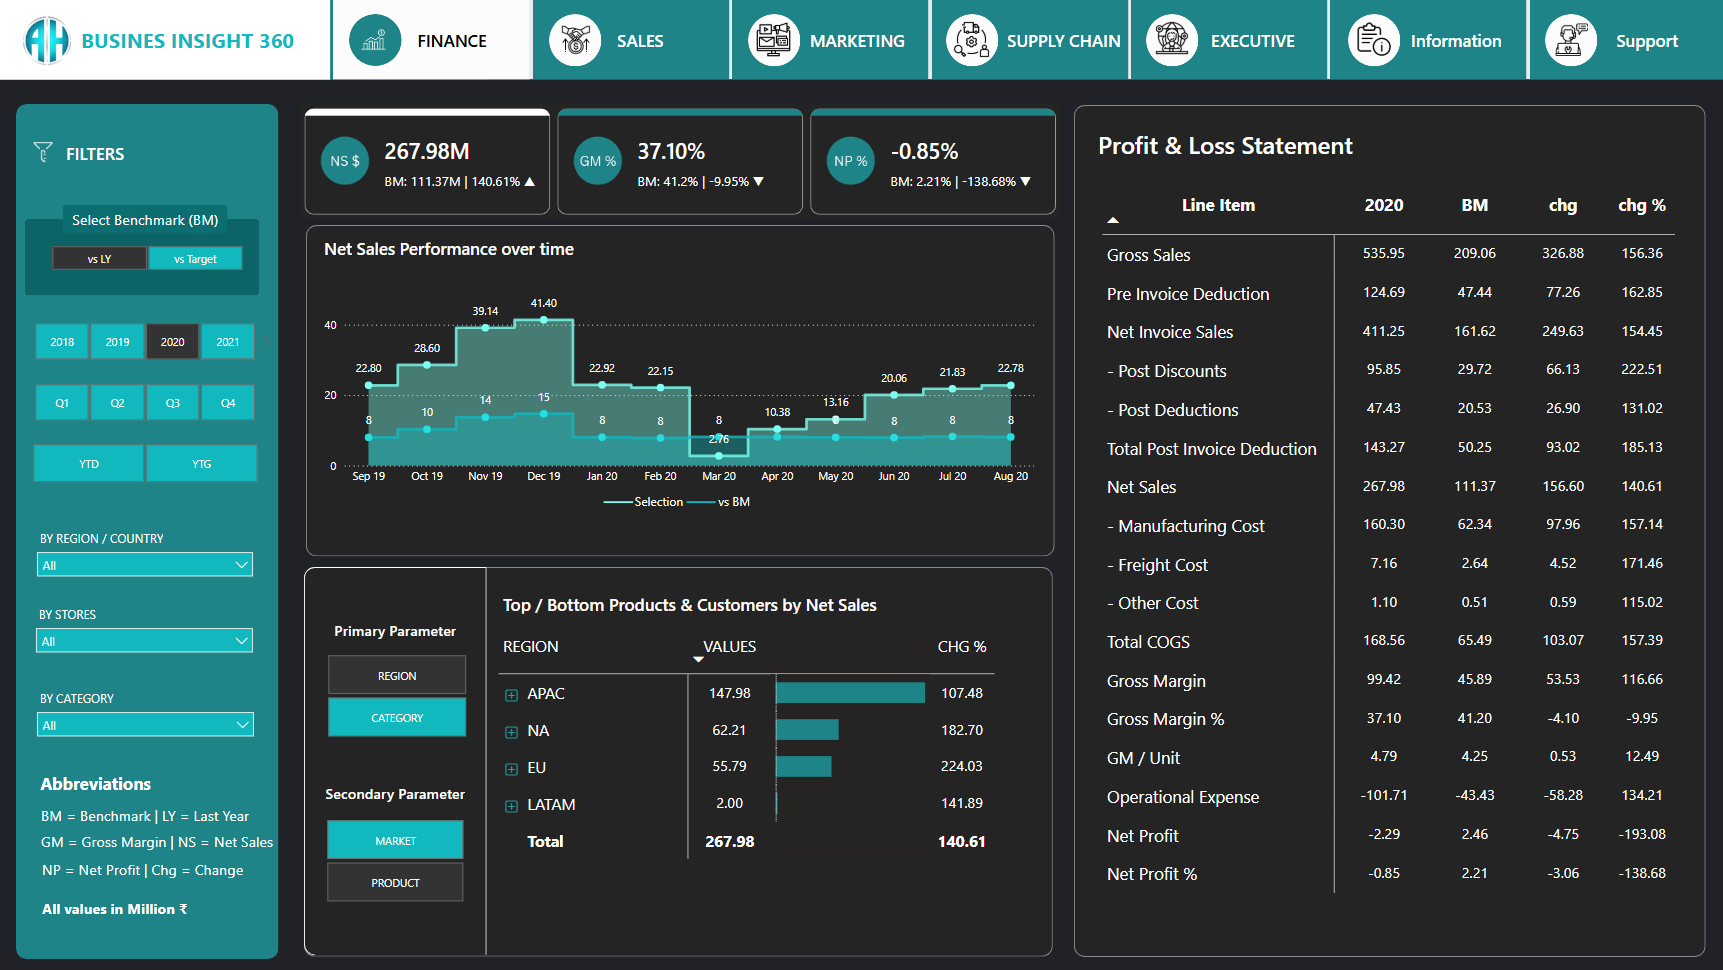 BUSINES INSIGHT 360
FINANCE
SALES
MARKETING
SUPPLY CHAIN
EXECUTIVE
Information
Support
FILTERS
Select Benchmark (BM)
vs LY
vs Target
2018
2019
2020
2021
Q1
Q2
Q3
Q4
YTD
YTG
BY REGION / COUNTRY
All
BY STORES
All
BY CATEGORY
All
Abbreviations
BM = Benchmark | LY = Last Year
GM = Gross Margin | NS = Net Sales
NP = Net Profit | Chg = Change
All values in Million ₹
NS $
267.98M
BM: 111.37M | 140.61% ▲
GM %
37.10%
BM: 41.2% | -9.95% ▼
NP %
-0.85%
BM: 2.21% | -138.68% ▼
Net Sales Performance over time
40
20
0
22.80
28.60
39.14
41.40
22.92
22.15
2.76
10.38
13.16
20.06
21.83
22.78
8
10
14
15
8
8
8
8
8
8
8
8
Sep 19
Oct 19
Nov 19
Dec 19
Jan 20
Feb 20
Mar 20
Apr 20
May 20
Jun 20
Jul 20
Aug 20
Selection
vs BM
Primary Parameter
REGION
CATEGORY
Secondary Parameter
MARKET
PRODUCT
Top / Bottom Products & Customers by Net Sales
REGION VALUES CHG %
APAC 147.98 107.48
NA 62.21 182.70
EU 55.79 224.03
LATAM 2.00 141.89
Total 267.98 140.61
Profit & Loss Statement
Line Item 2020 BM chg chg %
Gross Sales 535.95 209.06 326.88 156.36
Pre Invoice Deduction 124.69 47.44 77.26 162.85
Net Invoice Sales 411.25 161.62 249.63 154.45
- Post Discounts 95.85 29.72 66.13 222.51
- Post Deductions 47.43 20.53 26.90 131.02
Total Post Invoice Deduction 143.27 50.25 93.02 185.13
Net Sales 267.98 111.37 156.60 140.61
- Manufacturing Cost 160.30 62.34 97.96 157.14
- Freight Cost 7.16 2.64 4.52 171.46
- Other Cost 1.10 0.51 0.59 115.02
Total COGS 168.56 65.49 103.07 157.39
Gross Margin 99.42 45.89 53.53 116.66
Gross Margin % 37.10 41.20 -4.10 -9.95
GM / Unit 4.79 4.25 0.53 12.49
Operational Expense -101.71 -43.43 -58.28 134.21
Net Profit -2.29 2.46 -4.75 -193.08
Net Profit % -0.85 2.21 -3.06 -138.68